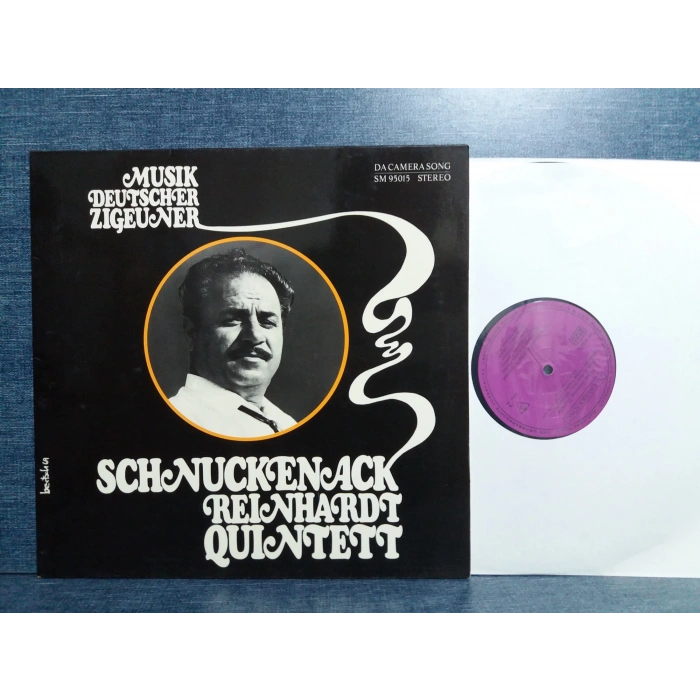 MUSIK
DEUTSCHER
ZIGEUNER
DA CAMERA SONG
SM 95015 STEREO
SCHNUCKENACK
REINHARDT
QUINTETT